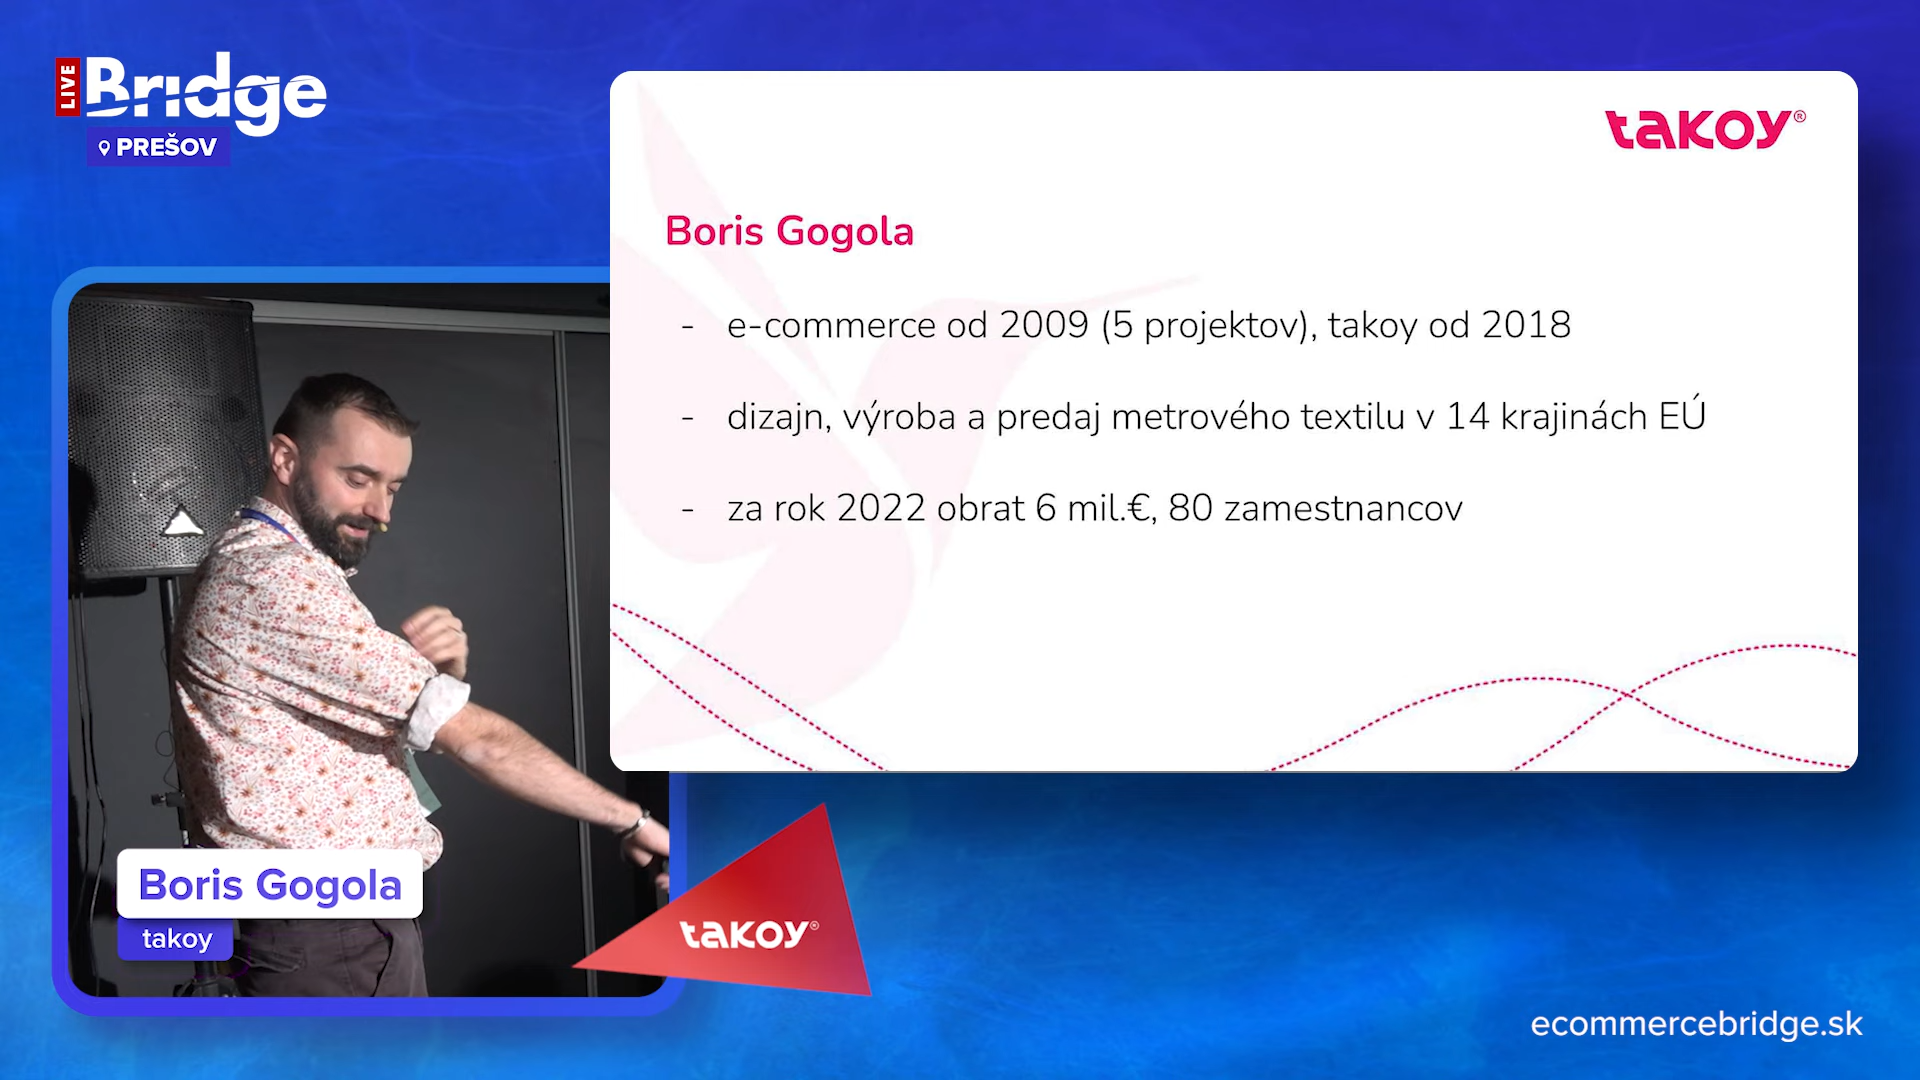 LIVE
Bridge
PREŠOV
takoy®
Boris Gogola
- e-commerce od 2009 (5 projektov), takoy od 2018
- dizajn, výroba a predaj metrového textilu v 14 krajinách EÚ
- za rok 2022 obrat 6 mil.€, 80 zamestnancov
Boris Gogola
takoy
takoy®
ecommercebridge.sk